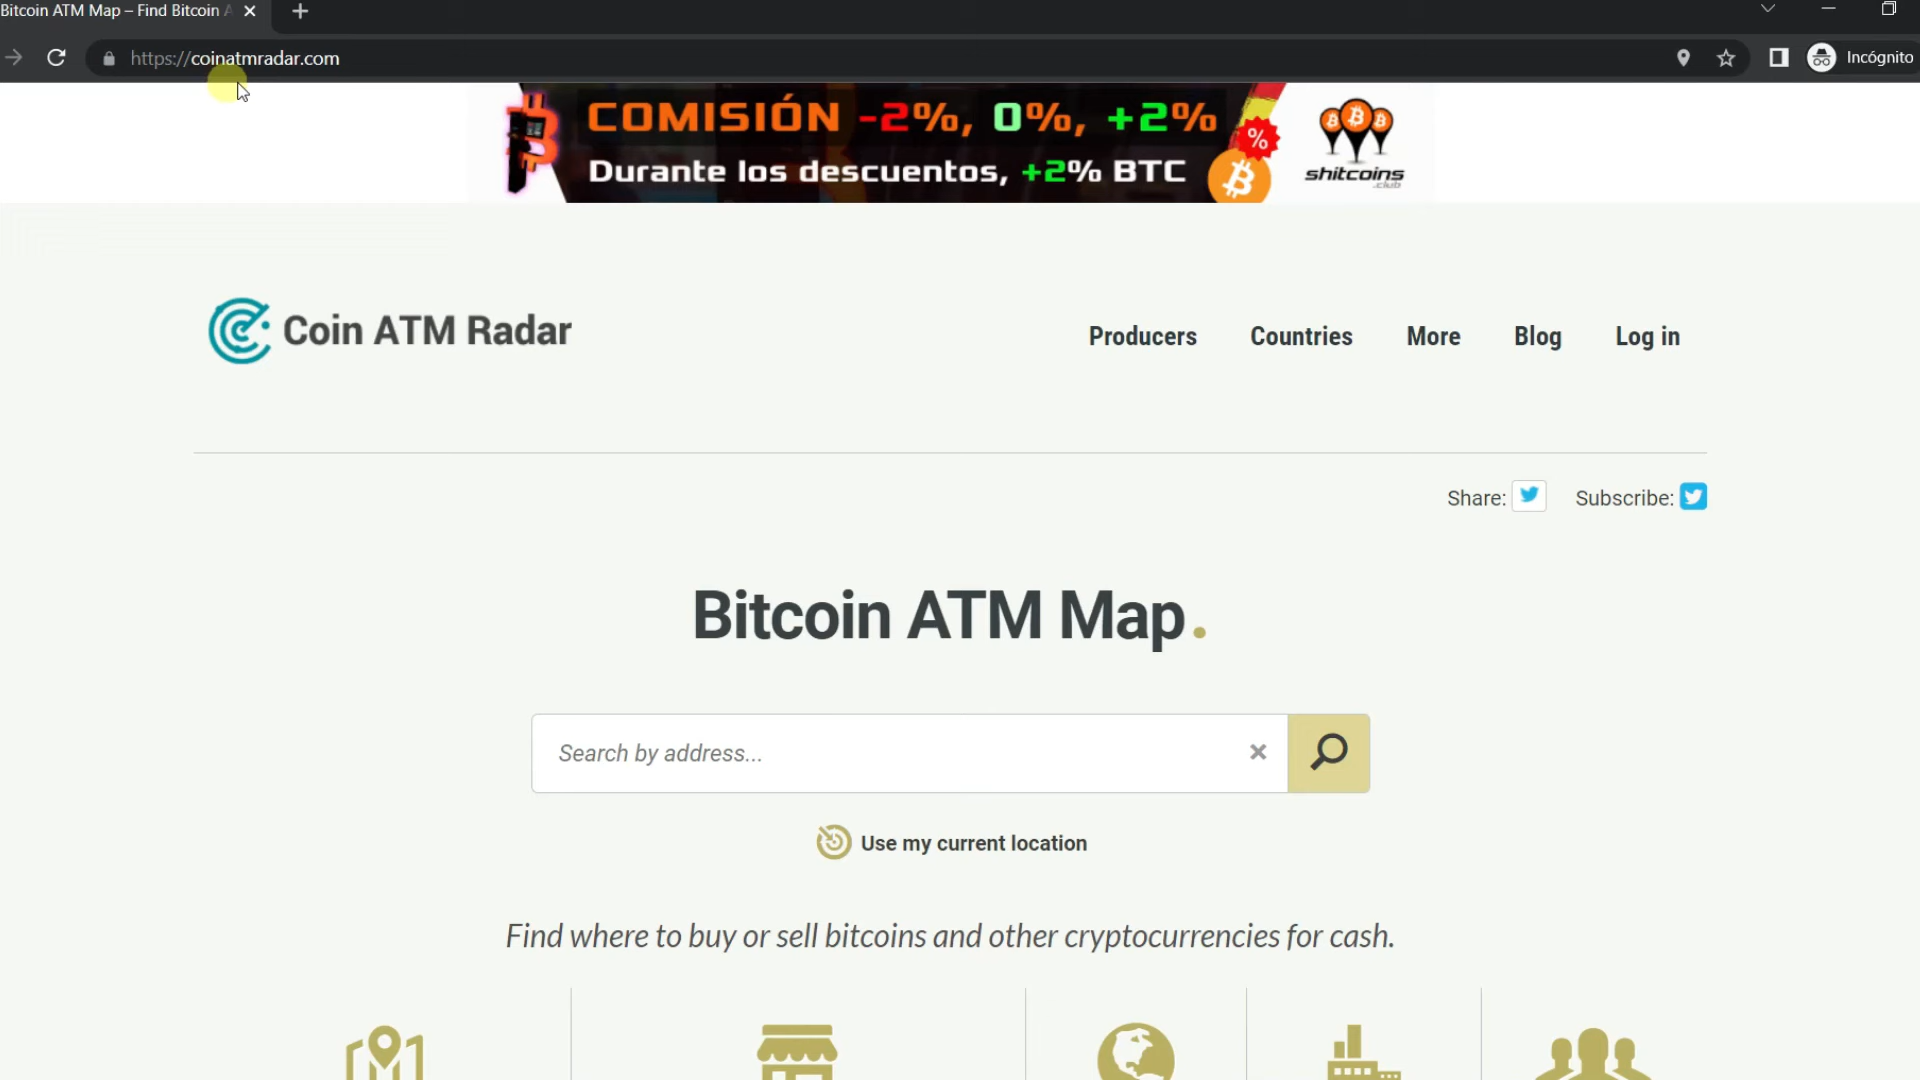 Bitcoin ATM Map – Find Bitcoin A
https://coinatmradar.com
Incógnito
COMISIÓN -2%, 0%, +2%
Durante los descuentos, +2% BTC
%
shitcoins
.club
Coin ATM Radar
Producers
Countries
More
Blog
Log in
Share:
Subscribe:
Bitcoin ATM Map.
Search by address...
Use my current location
Find where to buy or sell bitcoins and other cryptocurrencies for cash.